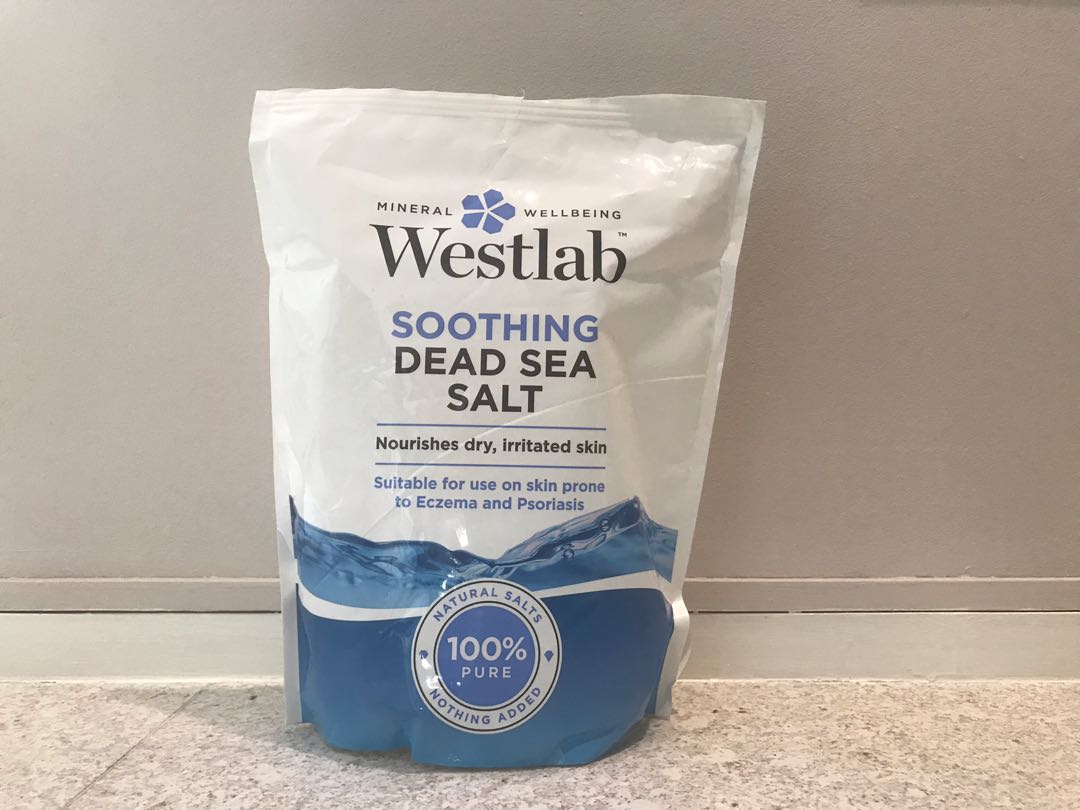 MINERAL WELLBEING
Westlab™
SOOTHING
DEAD SEA
SALT
Nourishes dry, irritated skin
Suitable for use on skin prone
to Eczema and Psoriasis
NATURAL SALTS
100%
PURE
NOTHING ADDED